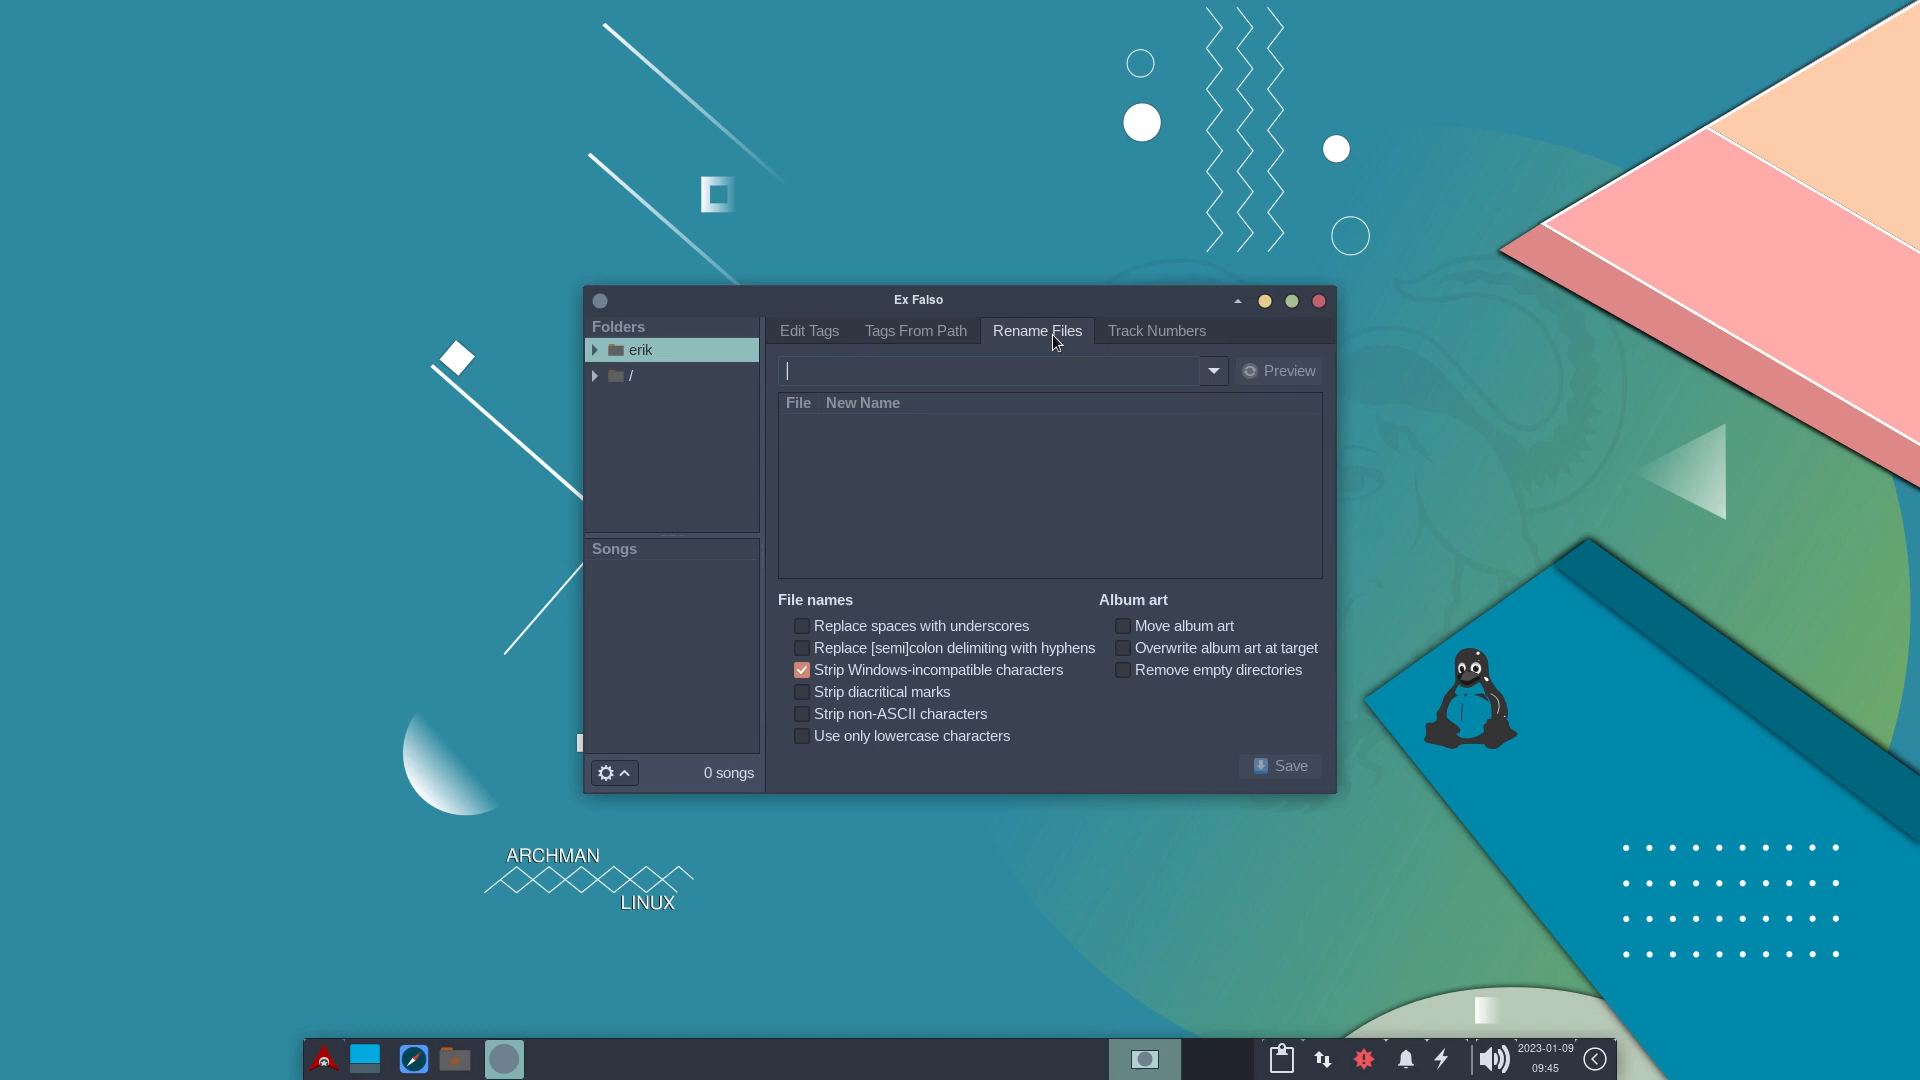 Ex Falso
Folders
erik
/
Songs
0 songs
Edit Tags
Tags From Path
Rename Files
Track Numbers
Preview
File
New Name
File names
Replace spaces with underscores
Replace [semi]colon delimiting with hyphens
Strip Windows-incompatible characters
Strip diacritical marks
Strip non-ASCII characters
Use only lowercase characters
Album art
Move album art
Overwrite album art at target
Remove empty directories
Save
ARCHMAN
LINUX
2023-01-09
09:45